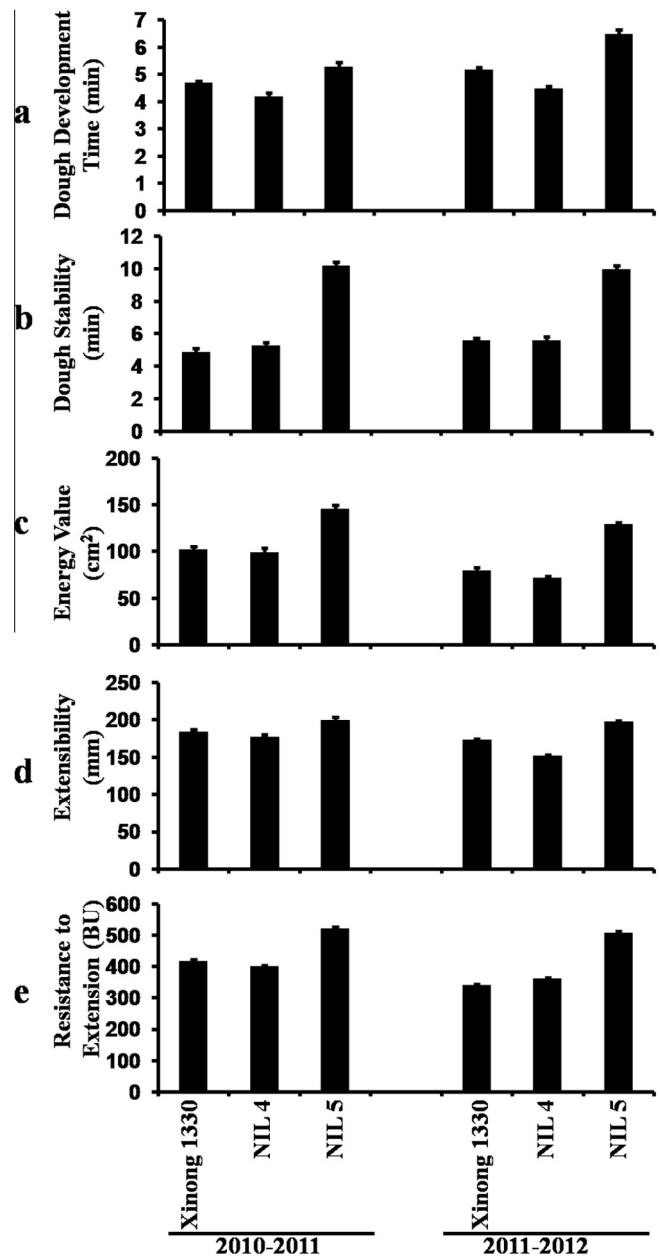 a
Dough Development
Time (min)
7
6
5
4
3
2
1
0
b
Dough Stability
(min)
12
10
8
6
4
2
0
c
Energy Value
(cm²)
200
150
100
50
0
d
Extensibility
(mm)
250
200
150
100
50
0
e
Resistance to
Extension (BU)
600
500
400
300
200
100
0
Xinong 1330
NIL 4
NIL 5
Xinong 1330
NIL 4
NIL 5
2010-2011
2011-2012